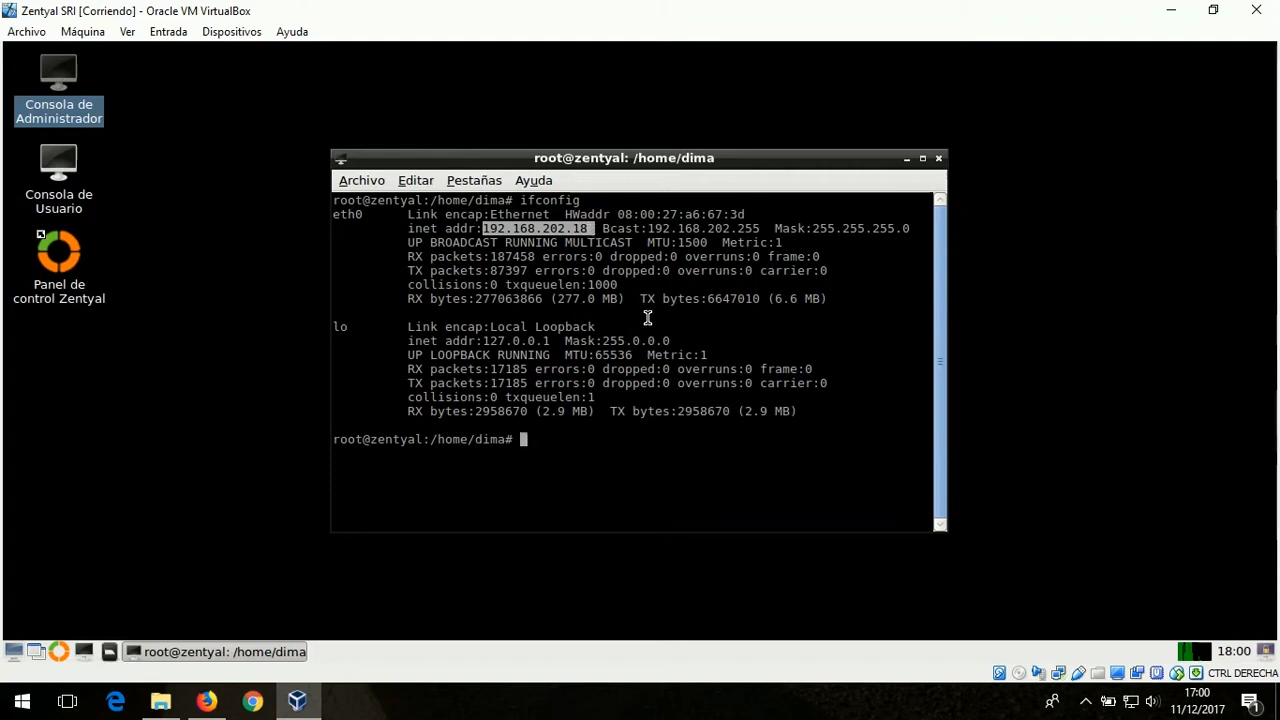 Zentyal SRI [Corriendo] - Oracle VM VirtualBox
Archivo Máquina Ver Entrada Dispositivos Ayuda
Consola de
Administrador
Consola de
Usuario
Panel de
control Zentyal
root@zentyal: /home/dima
Archivo Editar Pestañas Ayuda
root@zentyal:/home/dima# ifconfig
eth0 Link encap:Ethernet HWaddr 08:00:27:a6:67:3d
inet addr:192.168.202.18 Bcast:192.168.202.255 Mask:255.255.255.0
UP BROADCAST RUNNING MULTICAST MTU:1500 Metric:1
RX packets:187458 errors:0 dropped:0 overruns:0 frame:0
TX packets:87397 errors:0 dropped:0 overruns:0 carrier:0
collisions:0 txqueuelen:1000
RX bytes:277063866 (277.0 MB) TX bytes:6647010 (6.6 MB)
lo Link encap:Local Loopback
inet addr:127.0.0.1 Mask:255.0.0.0
UP LOOPBACK RUNNING MTU:65536 Metric:1
RX packets:17185 errors:0 dropped:0 overruns:0 frame:0
TX packets:17185 errors:0 dropped:0 overruns:0 carrier:0
collisions:0 txqueuelen:1
RX bytes:2958670 (2.9 MB) TX bytes:2958670 (2.9 MB)
root@zentyal:/home/dima#
root@zentyal: /home/dima
18:00
CTRL DERECHA
17:00
11/12/2017
1